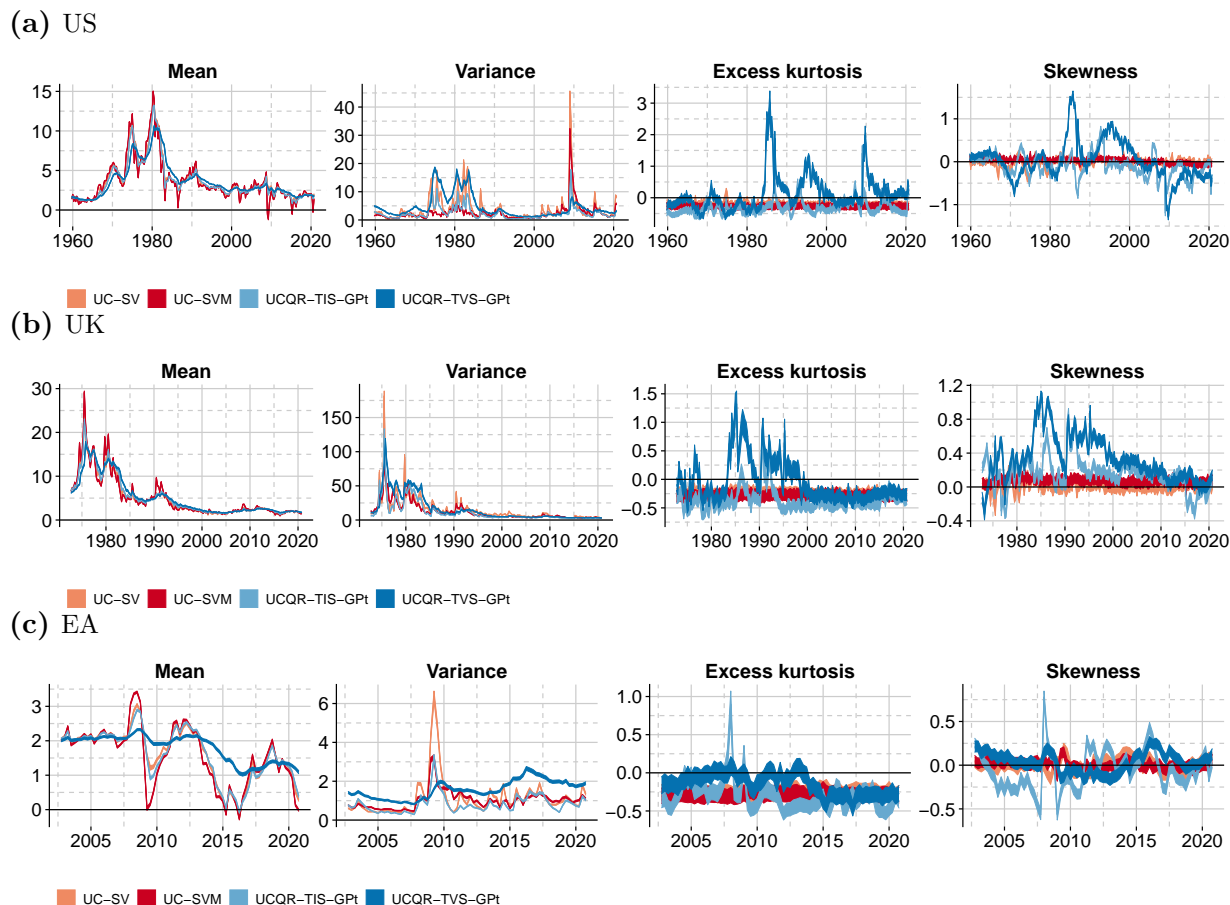 (a) US
Mean Variance Excess kurtosis Skewness
15 10 5 0
1960 1980 2000 2020
40 30 20 10 0
1960 1980 2000 2020
3 2 1 0
1960 1980 2000 2020
1 0 −1
1960 1980 2000 2020
UC−SV UC−SVM UCQR−TIS−GPt UCQR−TVS−GPt
(b) UK
Mean Variance Excess kurtosis Skewness
30 20 10 0
1980 1990 2000 2010 2020
150 100 50 0
1980 1990 2000 2010 2020
1.5 1.0 0.5 0.0 −0.5
1980 1990 2000 2010 2020
1.2 0.8 0.4 0.0 −0.4
1980 1990 2000 2010 2020
UC−SV UC−SVM UCQR−TIS−GPt UCQR−TVS−GPt
(c) EA
Mean Variance Excess kurtosis Skewness
3 2 1 0
2005 2010 2015 2020
6 4 2 0
2005 2010 2015 2020
1.0 0.5 0.0 −0.5
2005 2010 2015 2020
0.5 0.0 −0.5
2005 2010 2015 2020
UC−SV UC−SVM UCQR−TIS−GPt UCQR−TVS−GPt